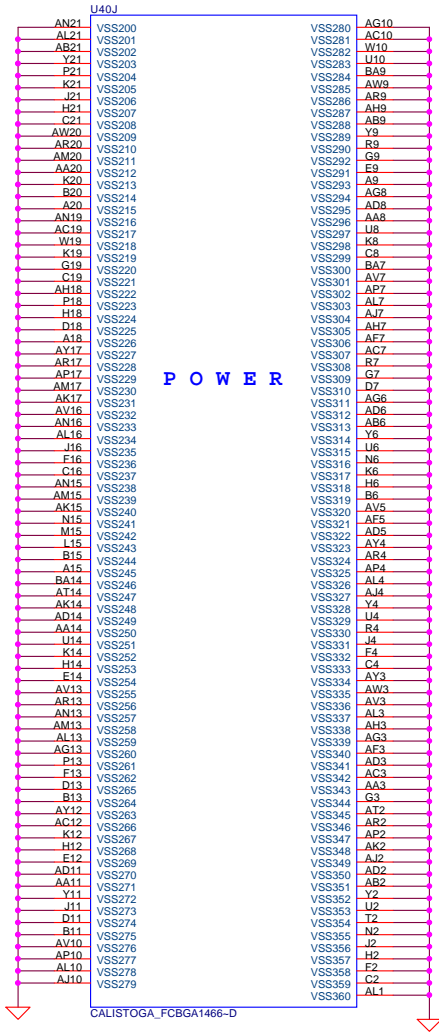 U40J
AN21 VSS200 VSS280 AG10
AL21 VSS201 VSS281 AC10
AB21 VSS202 VSS282 W10
Y21 VSS203 VSS283 U10
P21 VSS204 VSS284 BA9
K21 VSS205 VSS285 AW9
J21 VSS206 VSS286 AR9
H21 VSS207 VSS287 AH9
C21 VSS208 VSS288 AB9
AW20 VSS209 VSS289 Y9
AR20 VSS210 VSS290 R9
AM20 VSS211 VSS292 G9
AA20 VSS212 VSS291 E9
K20 VSS213 VSS293 A9
B20 VSS214 VSS294 AG8
A20 VSS215 VSS295 AD8
AN19 VSS216 VSS296 AA8
AC19 VSS217 VSS297 U8
W19 VSS218 VSS298 K8
K19 VSS219 VSS299 C8
G19 VSS220 VSS300 BA7
C19 VSS221 VSS301 AV7
AH18 VSS222 VSS302 AP7
P18 VSS223 VSS303 AL7
H18 VSS224 VSS304 AJ7
D18 VSS225 VSS305 AH7
A18 VSS226 VSS306 AF7
AY17 VSS227 VSS307 AC7
AR17 VSS228 VSS308 R7
AP17 VSS229 VSS309 G7
POWER
AM17 VSS230 VSS310 D7
AK17 VSS231 VSS311 AG6
AV16 VSS232 VSS312 AD6
AN16 VSS233 VSS313 AB6
AL16 VSS234 VSS314 Y6
J16 VSS235 VSS315 U6
F16 VSS236 VSS316 N6
C16 VSS237 VSS317 K6
AN15 VSS238 VSS318 H6
AM15 VSS239 VSS319 B6
AK15 VSS240 VSS320 AV5
N15 VSS241 VSS321 AF5
M15 VSS242 VSS322 AD5
L15 VSS243 VSS323 AY4
B15 VSS244 VSS324 AR4
A15 VSS245 VSS325 AP4
BA14 VSS246 VSS326 AL4
AT14 VSS247 VSS327 AJ4
AK14 VSS248 VSS328 Y4
AD14 VSS249 VSS329 U4
AA14 VSS250 VSS330 R4
U14 VSS251 VSS331 J4
K14 VSS252 VSS332 F4
H14 VSS253 VSS333 C4
E14 VSS254 VSS334 AY3
AV13 VSS255 VSS335 AW3
AR13 VSS256 VSS336 AV3
AN13 VSS257 VSS337 AL3
AM13 VSS258 VSS338 AH3
AL13 VSS259 VSS339 AG3
AG13 VSS260 VSS340 AF3
P13 VSS261 VSS341 AD3
F13 VSS262 VSS342 AC3
D13 VSS265 VSS343 AA3
B13 VSS264 VSS344 G3
AY12 VSS263 VSS345 AT2
AC12 VSS266 VSS346 AR2
K12 VSS267 VSS347 AP2
H12 VSS268 VSS348 AK2
E12 VSS269 VSS349 AJ2
AD11 VSS270 VSS350 AD2
AA11 VSS271 VSS351 AB2
Y11 VSS272 VSS352 Y2
J11 VSS273 VSS353 U2
D11 VSS274 VSS354 T2
B11 VSS275 VSS355 N2
AV10 VSS276 VSS356 J2
AP10 VSS277 VSS357 H2
AL10 VSS278 VSS358 F2
AJ10 VSS279 VSS359 C2
VSS360 AL1
CALISTOGA_FCBGA1466~D